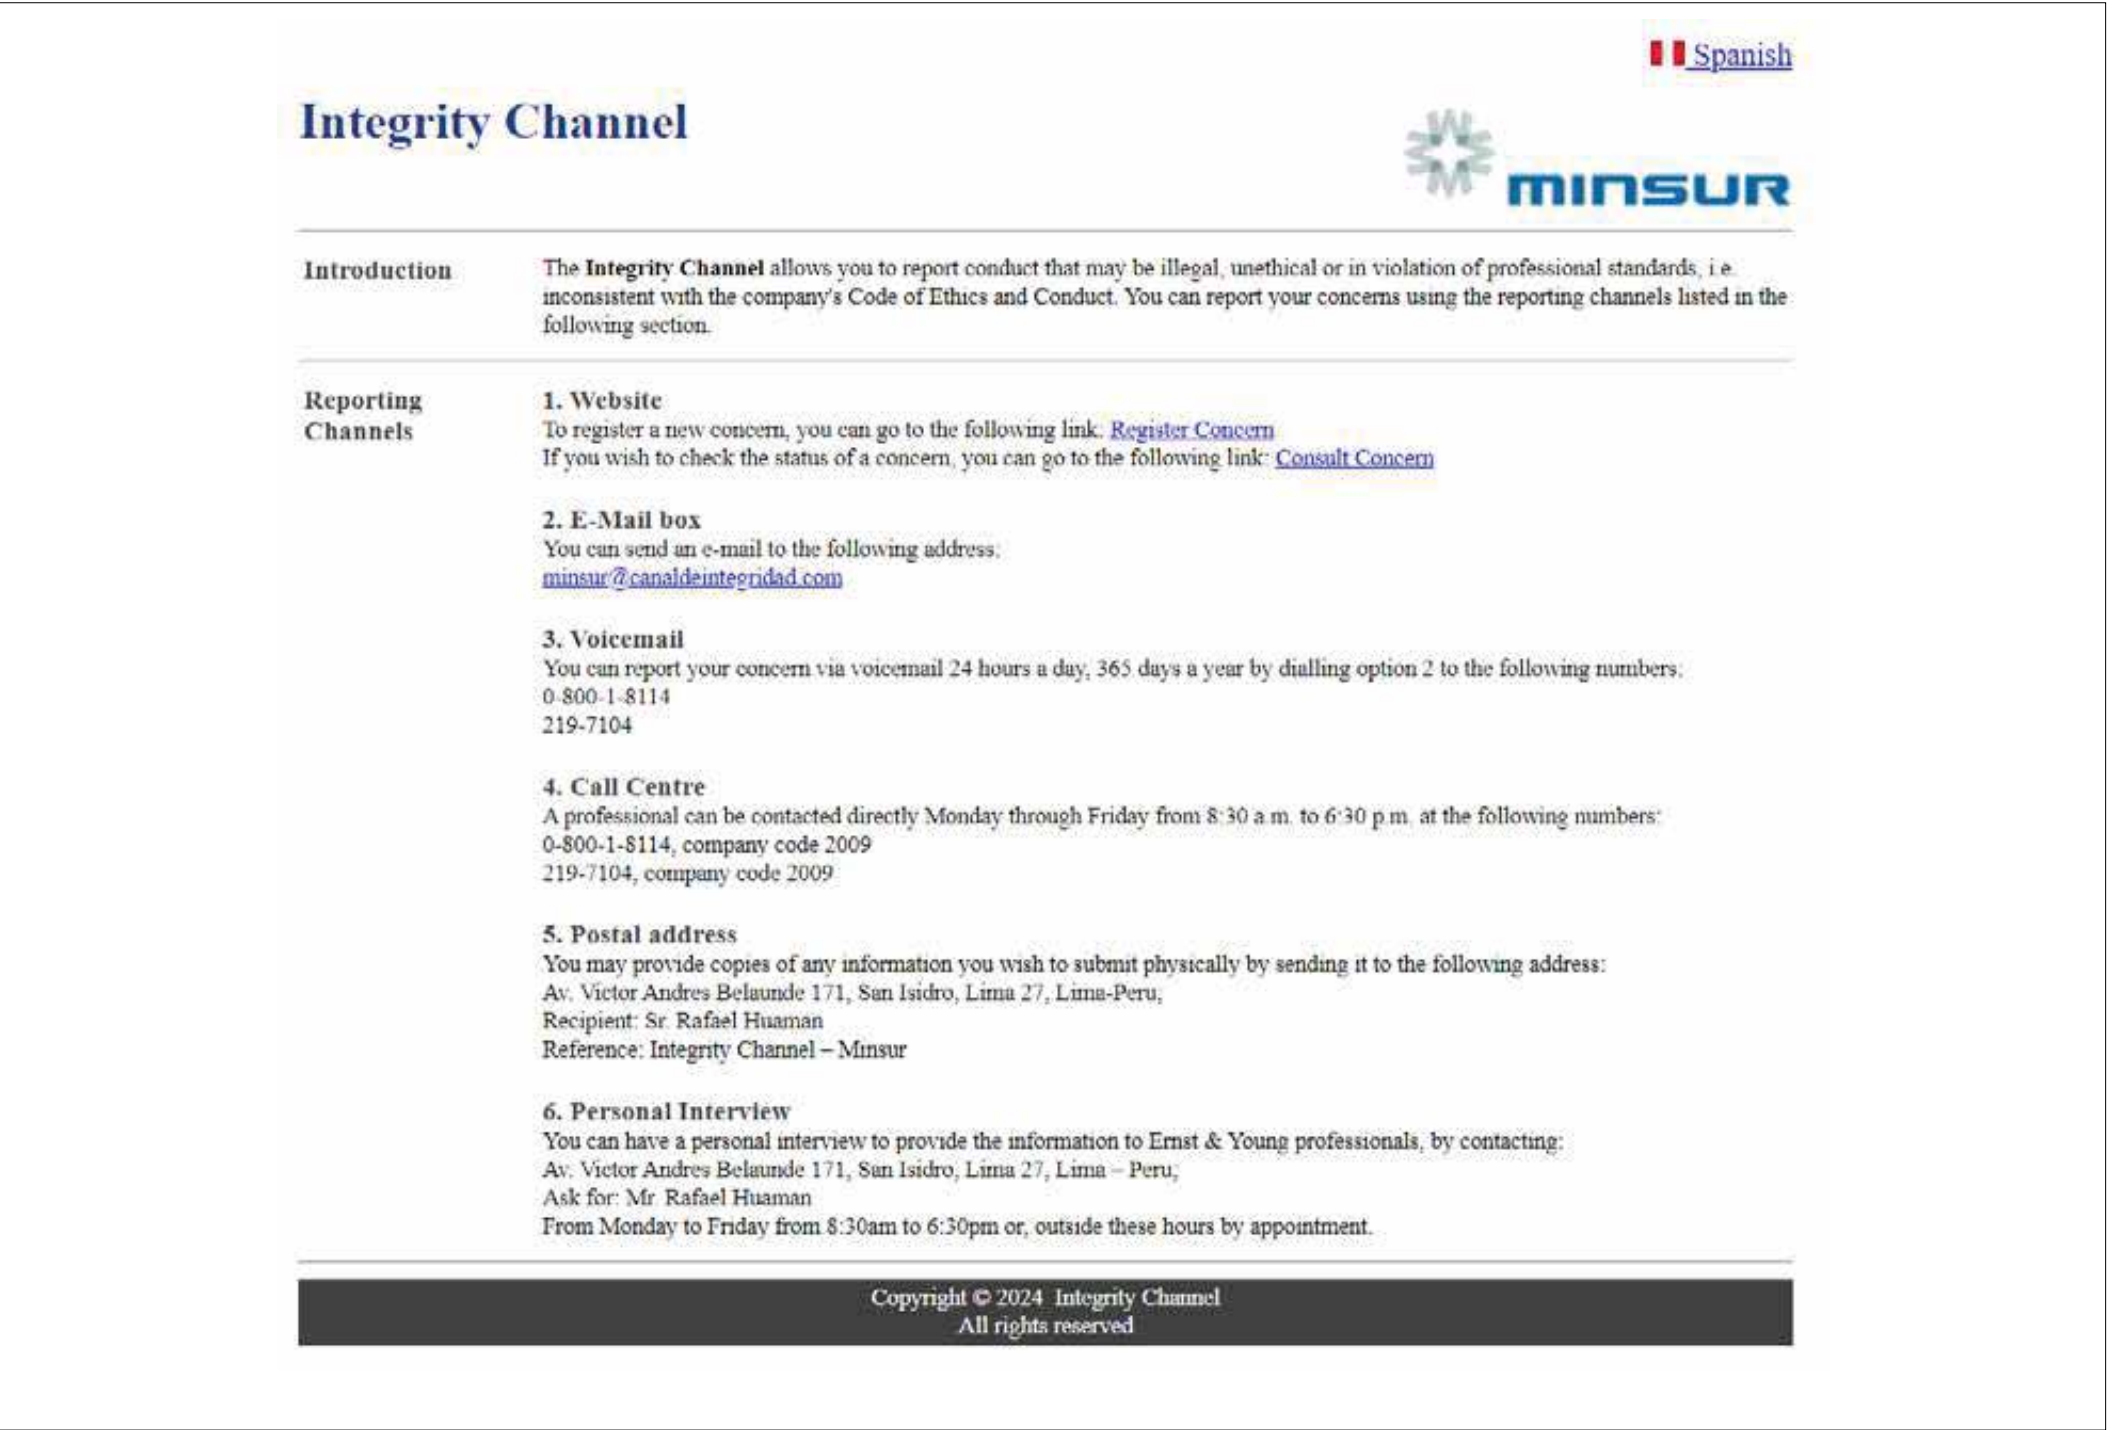 Spanish
Integrity Channel
minsur
Introduction
The Integrity Channel allows you to report conduct that may be illegal, unethical or in violation of professional standards, i.e.
inconsistent with the company's Code of Ethics and Conduct. You can report your concerns using the reporting channels listed in the
following section.
Reporting
Channels
1. Website
To register a new concern, you can go to the following link: Register Concern
If you wish to check the status of a concern, you can go to the following link: Consult Concern
2. E-Mail box
You can send an e-mail to the following address:
minsur@canaldeintegridad.com
3. Voicemail
You can report your concern via voicemail 24 hours a day, 365 days a year by dialling option 2 to the following numbers:
0-800-1-8114
219-7104
4. Call Centre
A professional can be contacted directly Monday through Friday from 8:30 a.m. to 6:30 p.m. at the following numbers:
0-800-1-8114, company code 2009
219-7104, company code 2009
5. Postal address
You may provide copies of any information you wish to submit physically by sending it to the following address:
Av. Victor Andres Belaunde 171, San Isidro, Lima 27, Lima-Peru;
Recipient: Sr. Rafael Huaman
Reference: Integrity Channel – Minsur
6. Personal Interview
You can have a personal interview to provide the information to Ernst & Young professionals, by contacting:
Av. Victor Andres Belaunde 171, San Isidro, Lima 27, Lima – Peru;
Ask for: Mr. Rafael Huaman
From Monday to Friday from 8:30am to 6:30pm or, outside these hours by appointment.
Copyright © 2024 Integrity Channel
All rights reserved